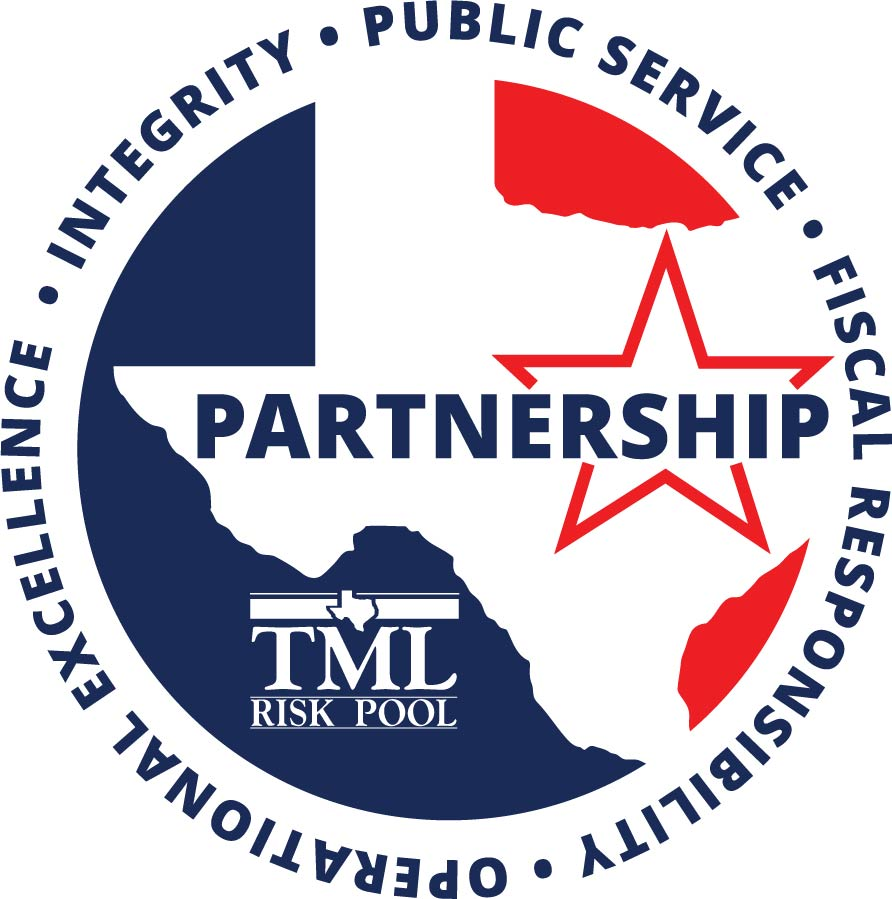 INTEGRITY • PUBLIC SERVICE • FISCAL RESPONSIBILITY • OPERATIONAL EXCELLENCE •
PARTNERSHIP
TML
RISK POOL